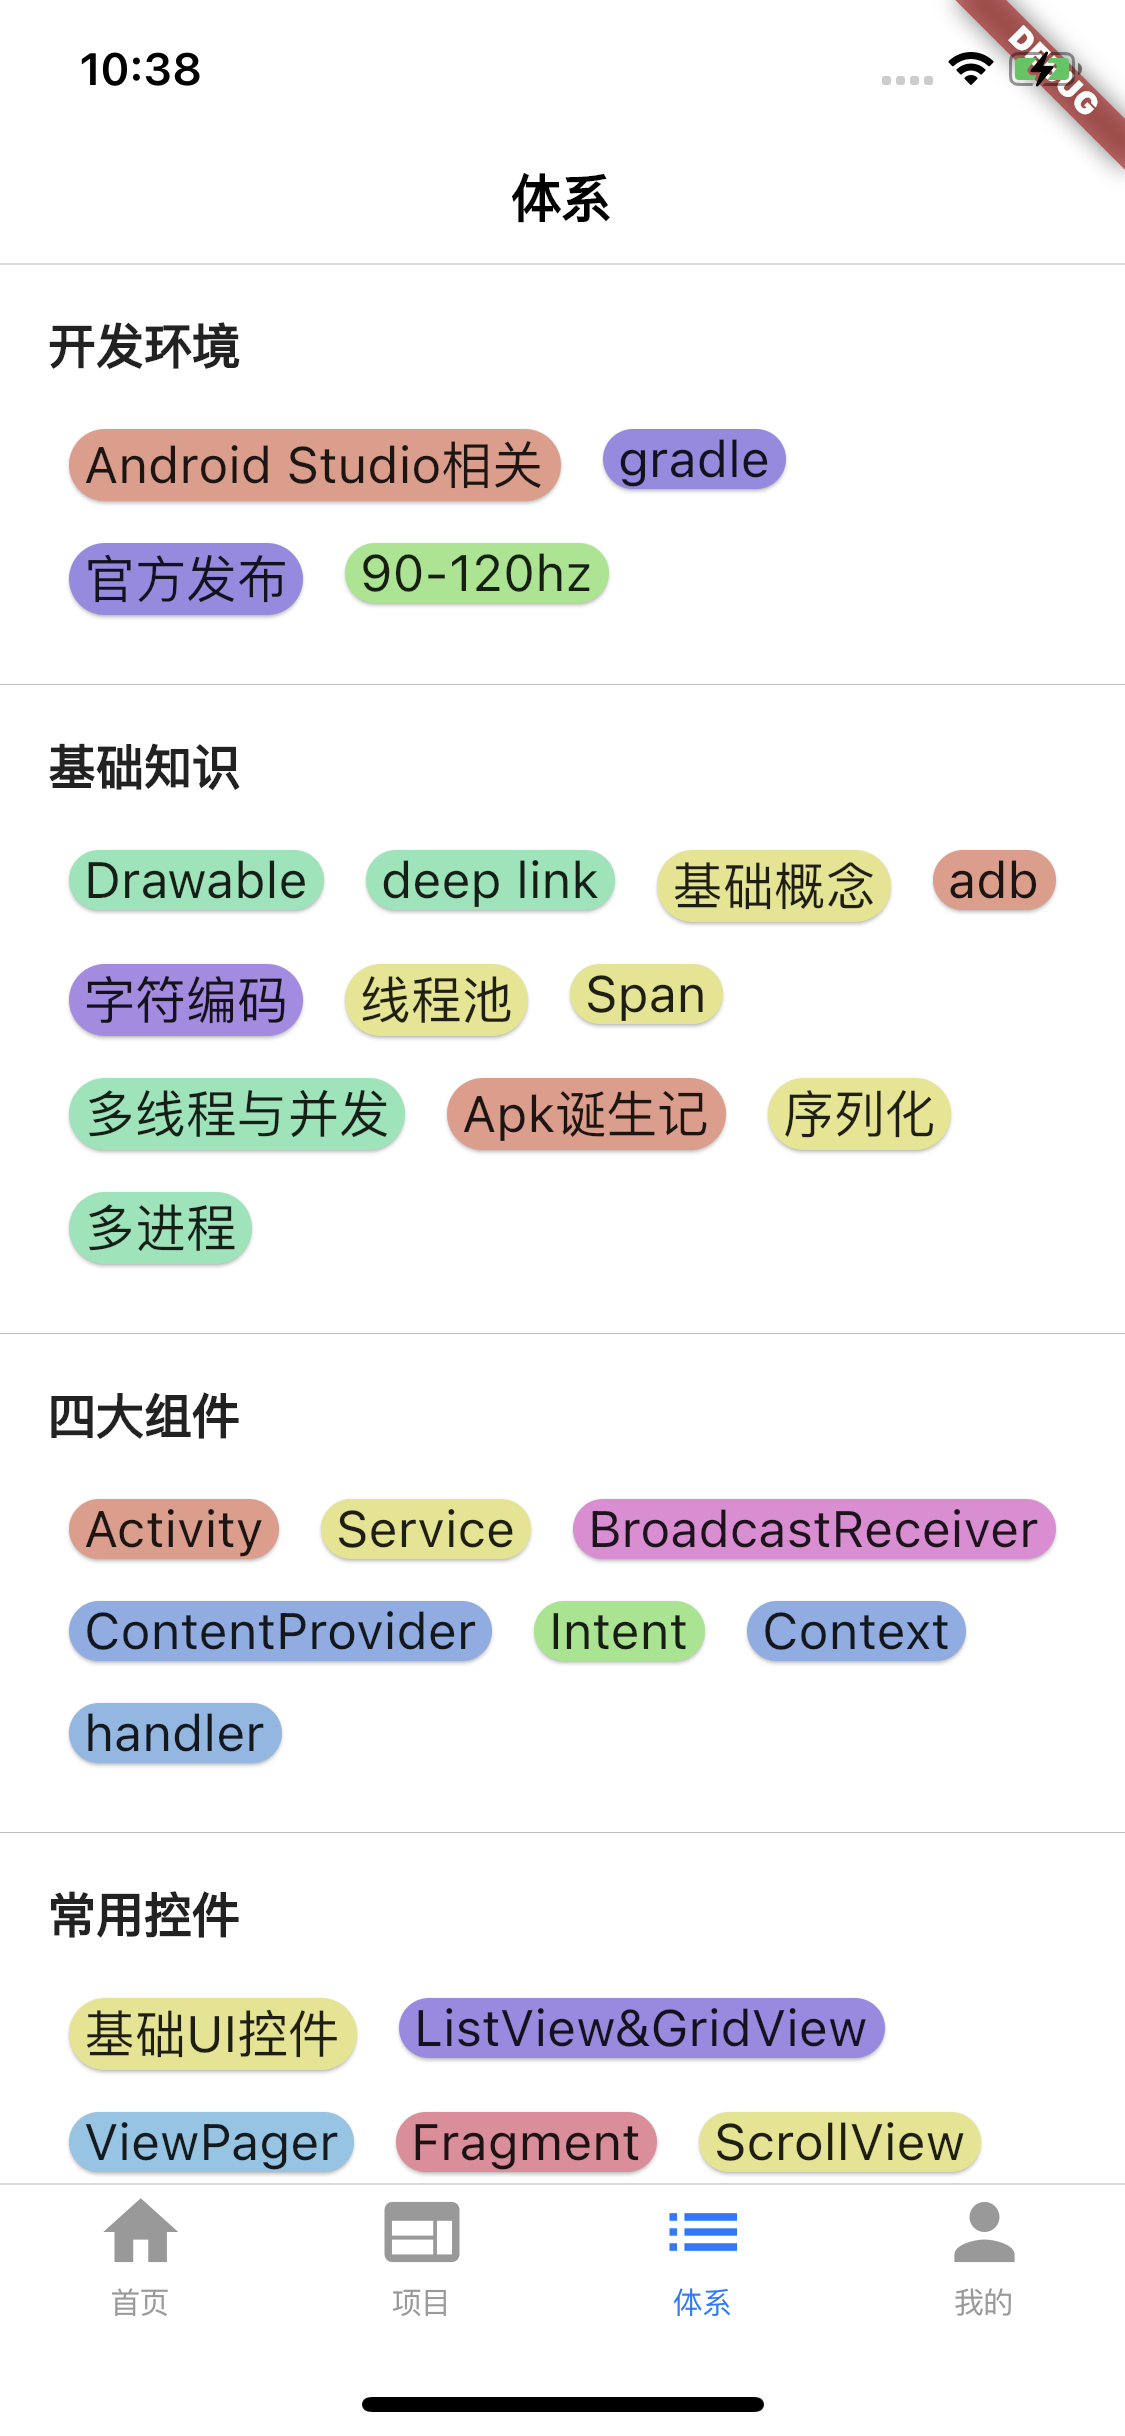 10:38
DEBUG
体系
开发环境
Android Studio相关 gradle
官方发布 90-120hz
基础知识
Drawable deep link 基础概念 adb
字符编码 线程池 Span
多线程与并发 Apk诞生记 序列化
多进程
四大组件
Activity Service BroadcastReceiver
ContentProvider Intent Context
handler
常用控件
基础UI控件 ListView&GridView
ViewPager Fragment ScrollView
首页 项目 体系 我的